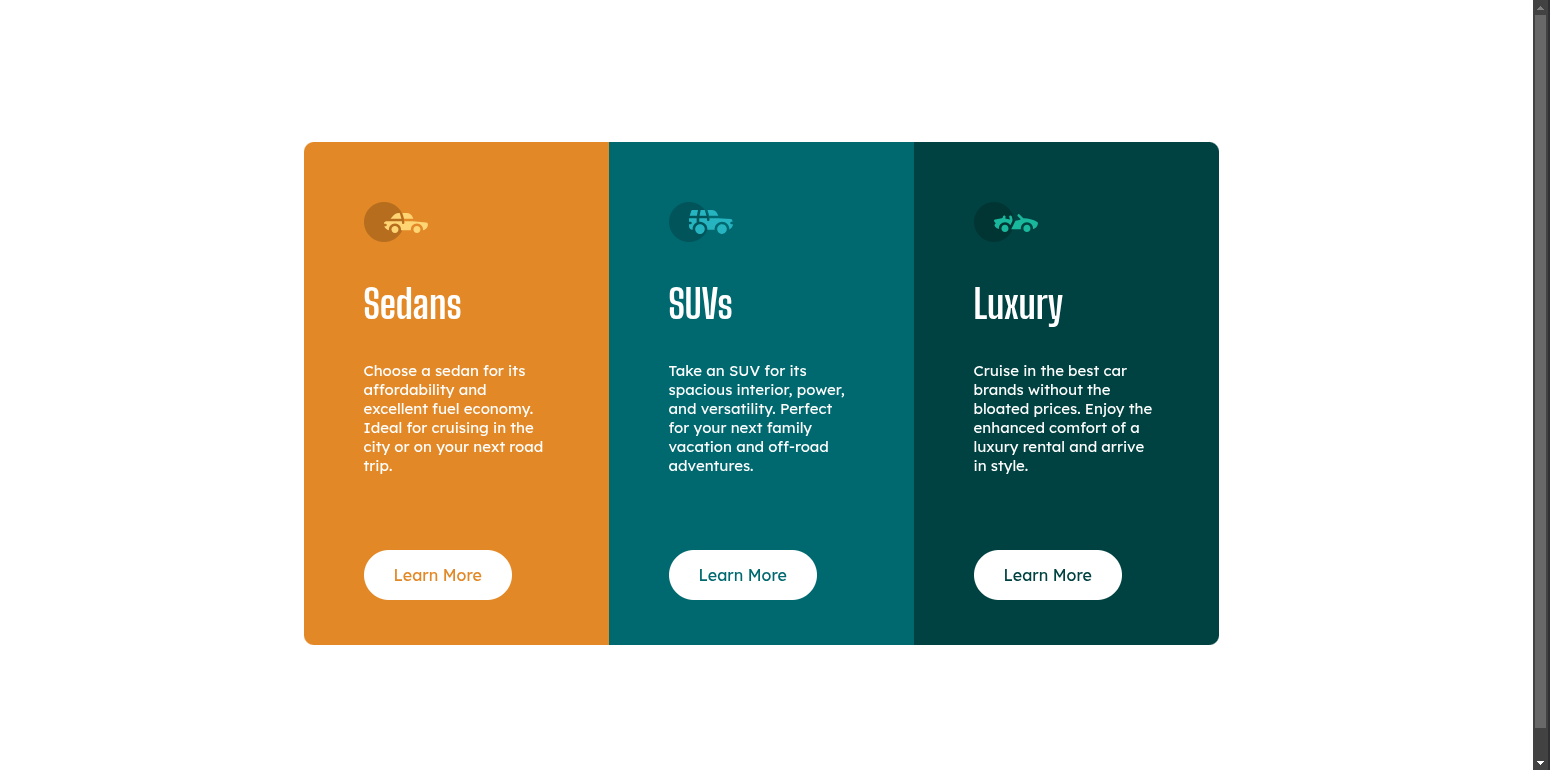 Sedans
Choose a sedan for its
affordability and
excellent fuel economy.
Ideal for cruising in the
city or on your next road
trip.
Learn More
SUVs
Take an SUV for its
spacious interior, power,
and versatility. Perfect
for your next family
vacation and off-road
adventures.
Learn More
Luxury
Cruise in the best car
brands without the
bloated prices. Enjoy the
enhanced comfort of a
luxury rental and arrive
in style.
Learn More